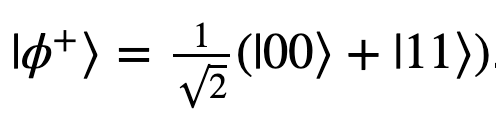 |ϕ⁺⟩ = 1/√2 (|00⟩ + |11⟩).